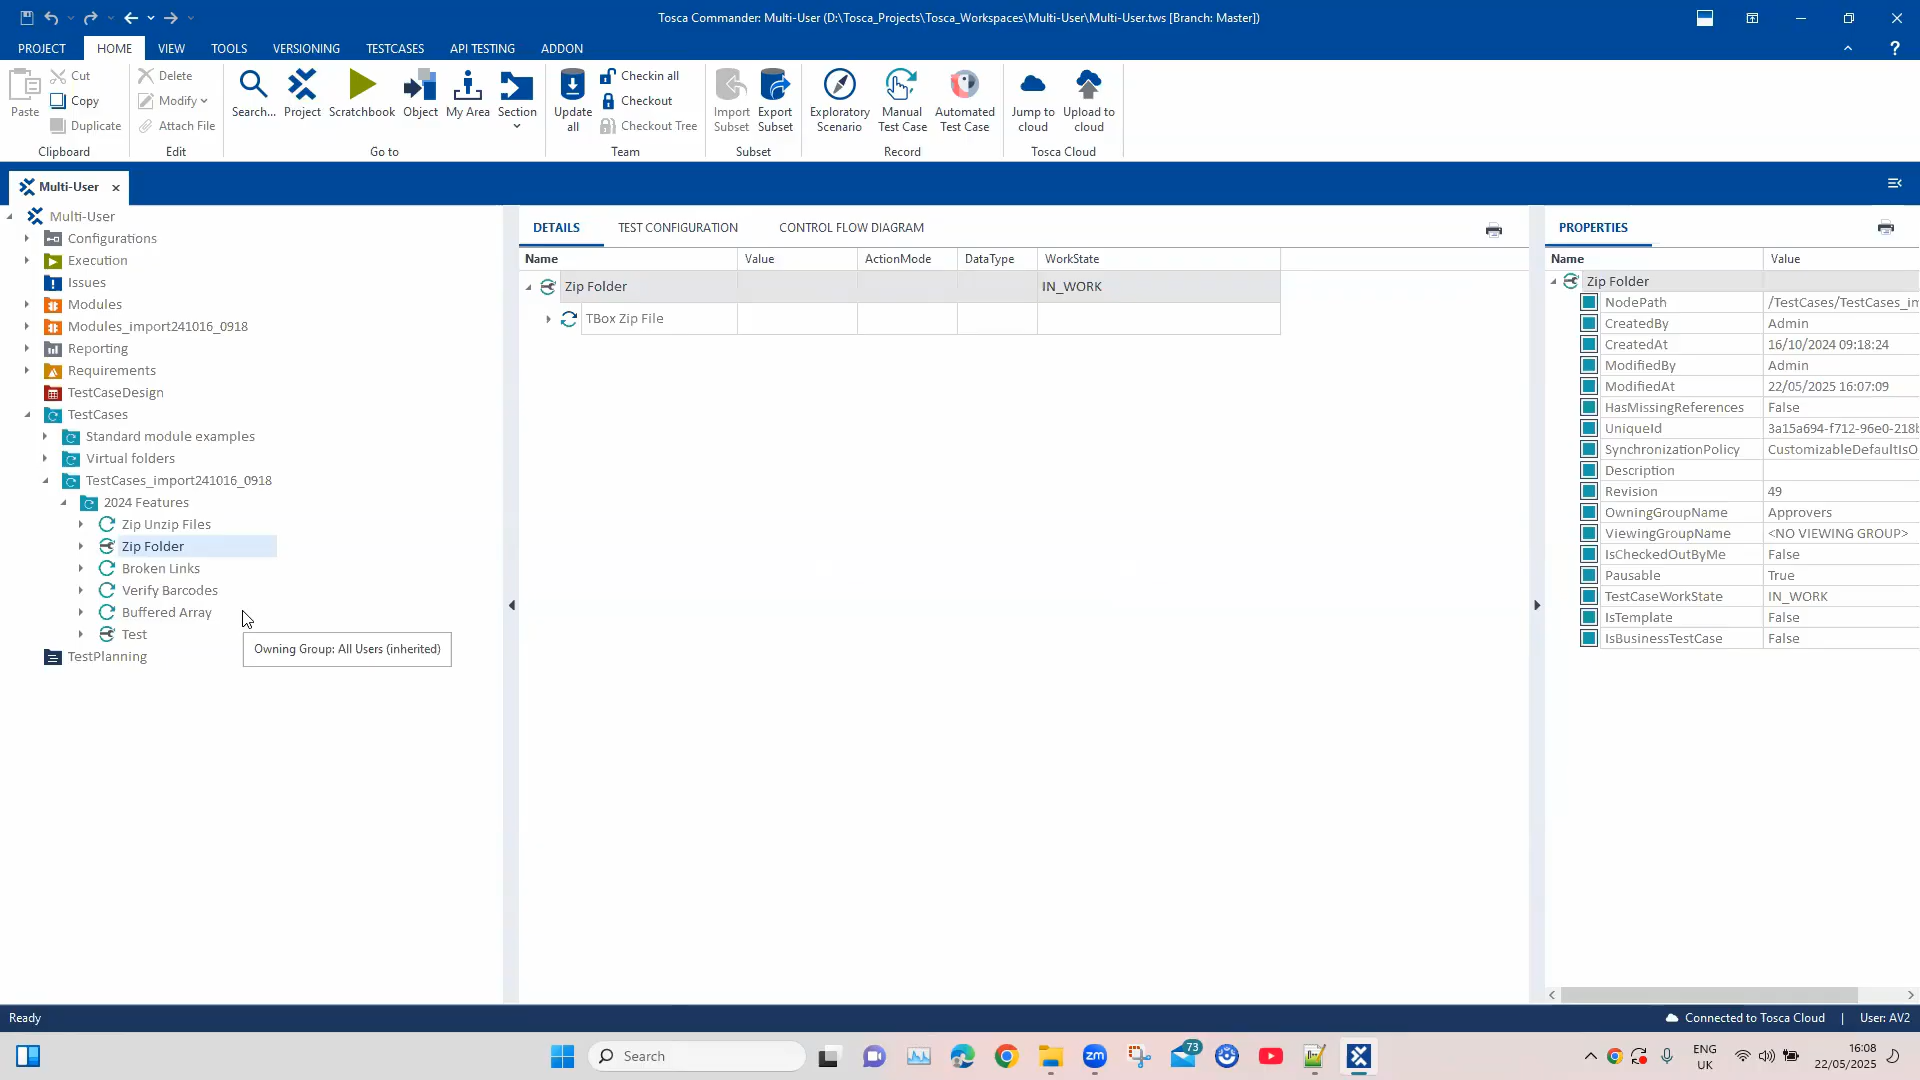 Tosca Commander: Multi-User (D:\Tosca_Projects\Tosca_Workspaces\Multi-User\Multi-User.tws [Branch: Master])
PROJECT HOME VIEW TOOLS VERSIONING TESTCASES API TESTING ADDON ?
Paste
Cut
Copy
Duplicate
Clipboard
Delete
Modify
Attach File
Edit
Search... Project Scratchbook Object My Area Section
Go to
Update all
Checkin all
Checkout
Checkout Tree
Team
Import Subset
Export Subset
Subset
Exploratory Scenario
Manual Test Case
Automated Test Case
Record
Jump to cloud
Upload to cloud
Tosca Cloud
Multi-User
Multi-User
Configurations
Execution
Issues
Modules
Modules_import241016_0918
Reporting
Requirements
TestCaseDesign
TestCases
Standard module examples
Virtual folders
TestCases_import241016_0918
2024 Features
Zip Unzip Files
Zip Folder
Broken Links
Verify Barcodes
Buffered Array
Test
TestPlanning
Owning Group: All Users (inherited)
DETAILS TEST CONFIGURATION CONTROL FLOW DIAGRAM
Name Value ActionMode DataType WorkState
Zip Folder IN_WORK
TBox Zip File
PROPERTIES
Name Value
Zip Folder
NodePath /TestCases/TestCases_im
CreatedBy Admin
CreatedAt 16/10/2024 09:18:24
ModifiedBy Admin
ModifiedAt 22/05/2025 16:07:09
HasMissingReferences False
UniqueId 3a15a694-f712-96e0-218b
SynchronizationPolicy CustomizableDefaultIsO
Description
Revision 49
OwningGroupName Approvers
ViewingGroupName <NO VIEWING GROUP>
IsCheckedOutByMe False
Pausable True
TestCaseWorkState IN_WORK
IsTemplate False
IsBusinessTestCase False
Ready
Connected to Tosca Cloud | User: AV2
Search
zm
73
ENG
UK
16:08
22/05/2025